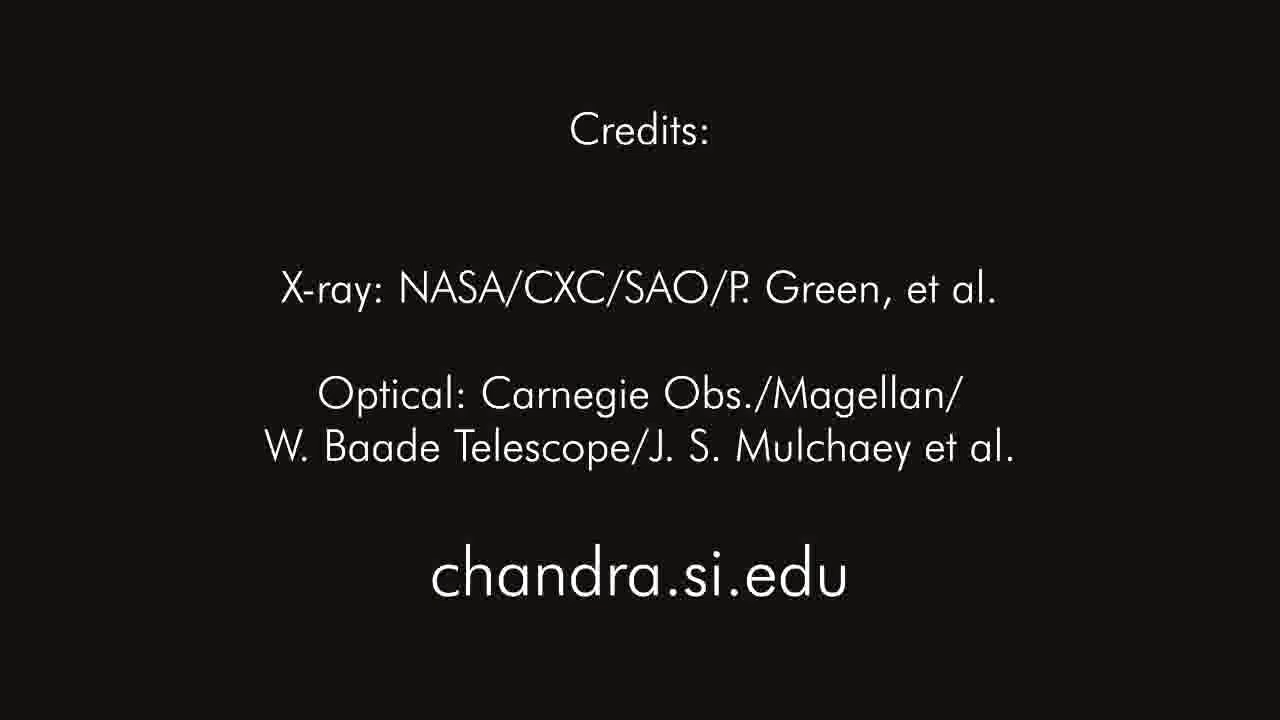 Credits:
X-ray: NASA/CXC/SAO/P. Green, et al.
Optical: Carnegie Obs./Magellan/
W. Baade Telescope/J. S. Mulchaey et al.
chandra.si.edu